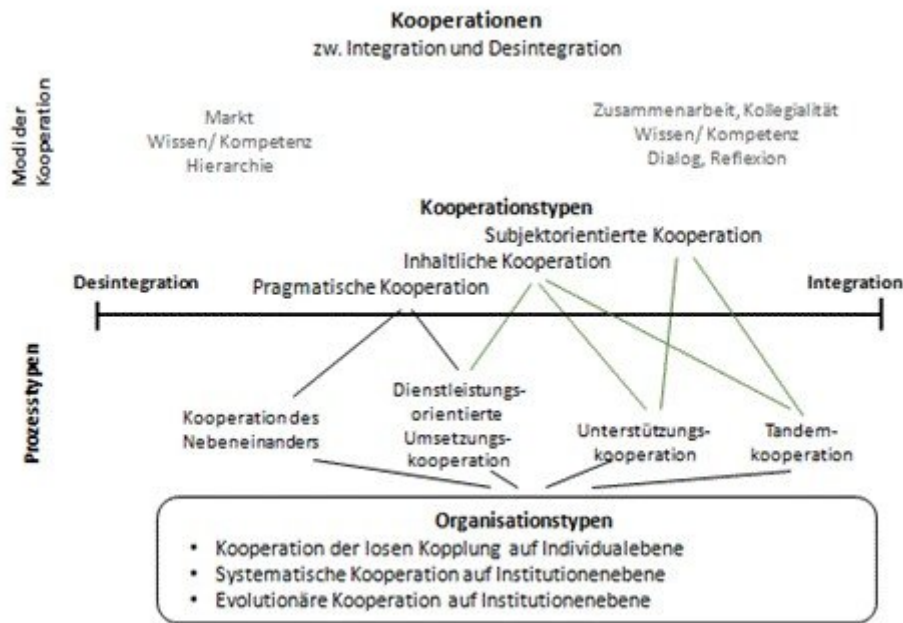 Kooperationen
zw. Integration und Desintegration
Modi der
Kooperation
Markt
Wissen/ Kompetenz
Hierarchie
Zusammenarbeit, Kollegialität
Wissen/ Kompetenz
Dialog, Reflexion
Kooperationstypen
Subjektorientierte Kooperation
Inhaltliche Kooperation
Pragmatische Kooperation
Desintegration
Integration
Prozesstypen
Kooperation des
Nebeneinanders
Dienstleistungs-
orientierte
Umsetzungs-
kooperation
Unterstützungs-
kooperation
Tandem-
kooperation
Organisationstypen
• Kooperation der losen Kopplung auf Individualebene
• Systematische Kooperation auf Institutionenebene
• Evolutionäre Kooperation auf Institutionenebene